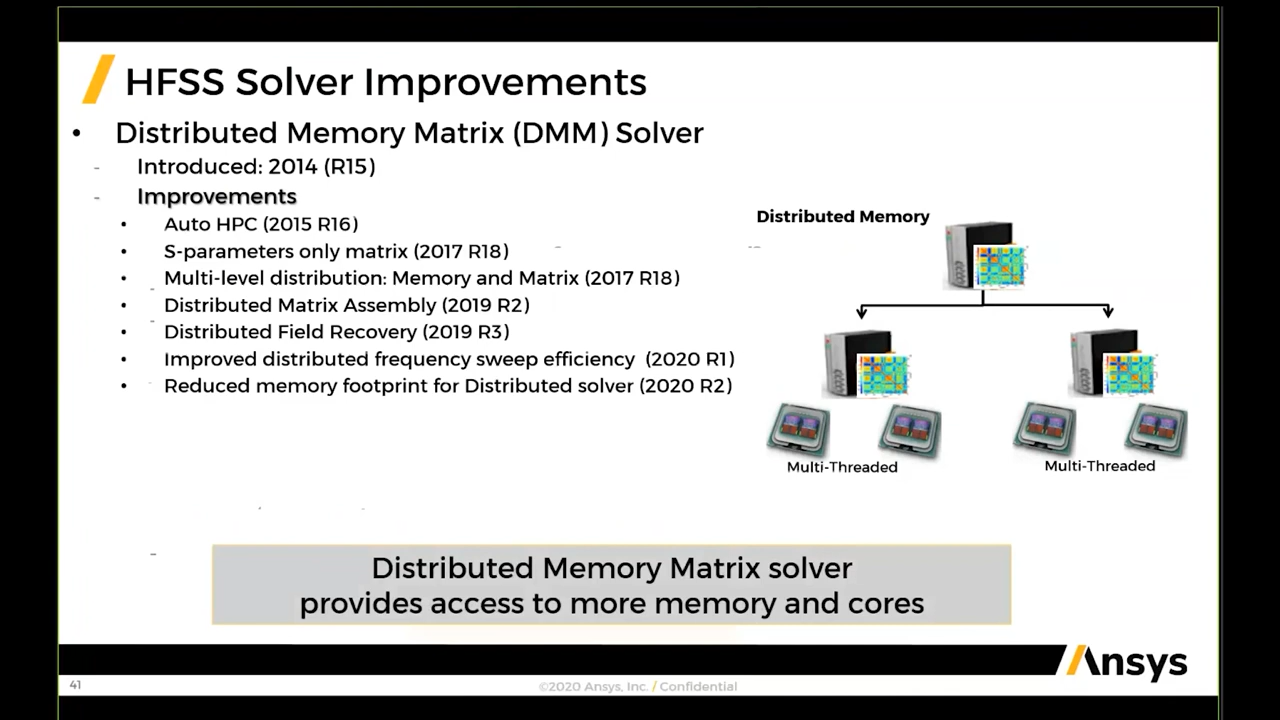 HFSS Solver Improvements
• Distributed Memory Matrix (DMM) Solver
- Introduced: 2014 (R15)
- Improvements
• Auto HPC (2015 R16)
• S-parameters only matrix (2017 R18)
• Multi-level distribution: Memory and Matrix (2017 R18)
• Distributed Matrix Assembly (2019 R2)
• Distributed Field Recovery (2019 R3)
• Improved distributed frequency sweep efficiency (2020 R1)
• Reduced memory footprint for Distributed solver (2020 R2)
Distributed Memory
Multi-Threaded
Multi-Threaded
Distributed Memory Matrix solver
provides access to more memory and cores
Ansys
41
©2020 Ansys, Inc. / Confidential